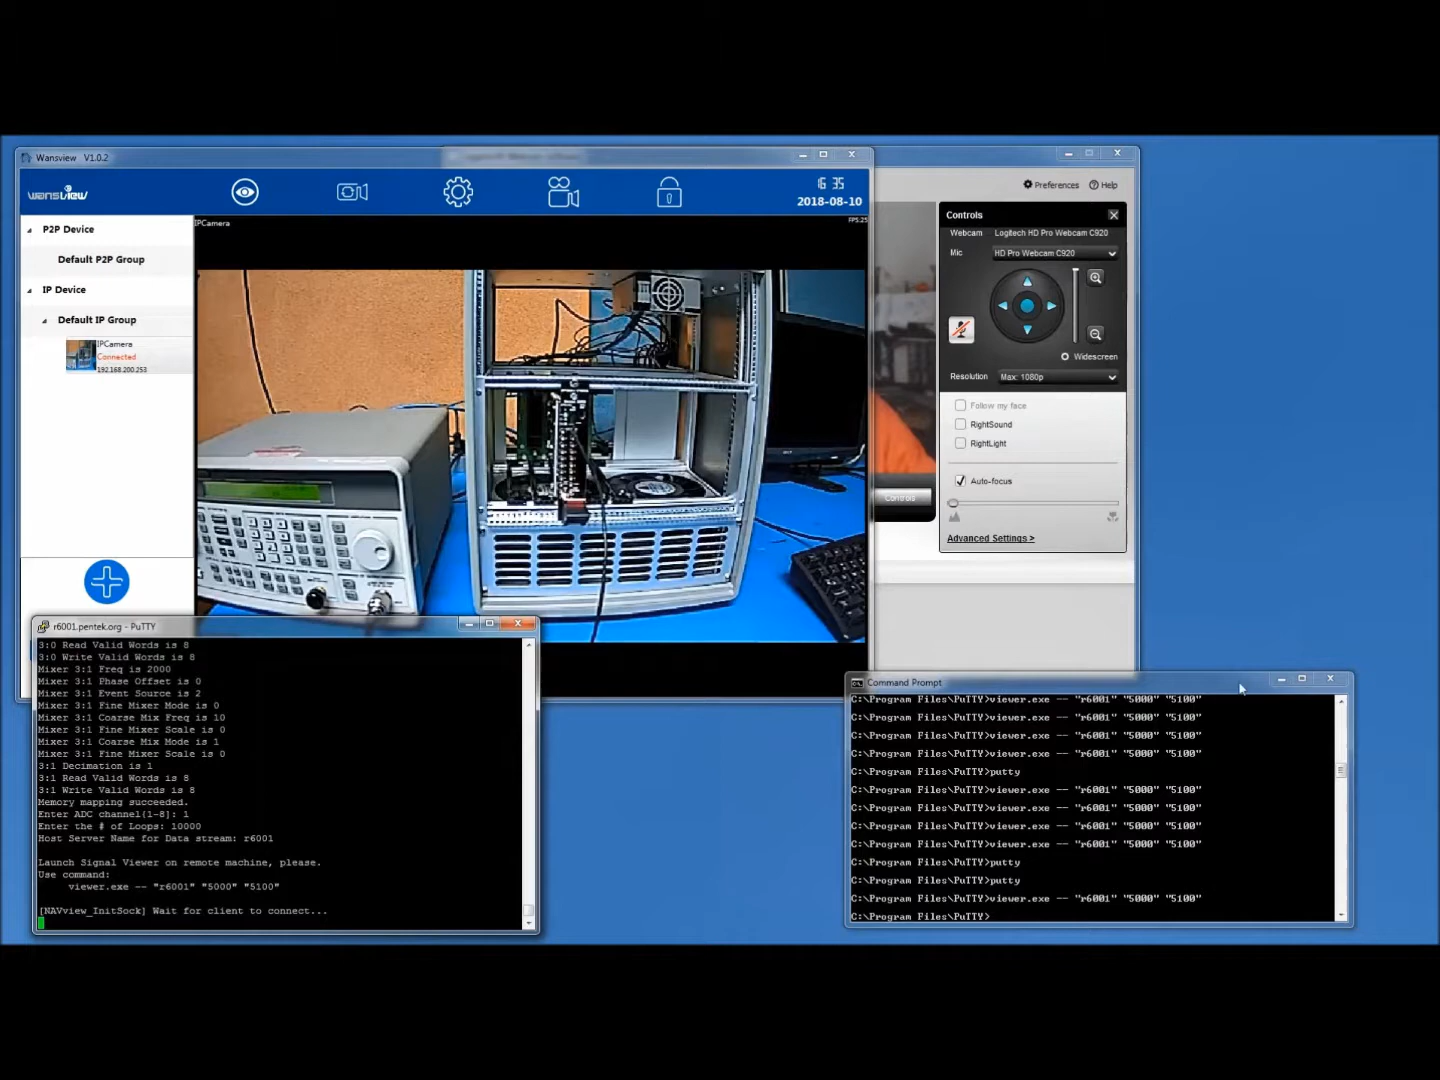 Wansview V1.0.2
wansview
16 35
2018-08-10
P2P Device
Default P2P Group
IP Device
Default IP Group
IPCamera
Connected
192.168.200.253
IPCamera
FPS:25
Preferences
Help
Controls
Webcam Logitech HD Pro Webcam C920
Mic HD Pro Webcam C920
Widescreen
Resolution Max: 1080p
Follow my face
RightSound
RightLight
Auto-focus
Advanced Settings >
Controls
r6001.pentek.org - PuTTY
3:0 Read Valid Words is 8
3:0 Write Valid Words is 8
Mixer 3:1 Freq is 2000
Mixer 3:1 Phase Offset is 0
Mixer 3:1 Event Source is 2
Mixer 3:1 Fine Mixer Mode is 0
Mixer 3:1 Coarse Mix Freq is 10
Mixer 3:1 Fine Mixer Scale is 0
Mixer 3:1 Coarse Mix Mode is 1
Mixer 3:1 Fine Mixer Scale is 0
3:1 Decimation is 1
3:1 Read Valid Words is 8
3:1 Write Valid Words is 8
Memory mapping succeeded.
Enter ADC channel[1-8]: 1
Enter the # of Loops: 10000
Host Server Name for Data stream: r6001
Launch Signal Viewer on remote machine, please.
Use command:
viewer.exe -- "r6001" "5000" "5100"
[NAVview_InitSock] Wait for client to connect...
Command Prompt
C:\Program Files\PuTTY>viewer.exe -- "r6001" "5000" "5100"
C:\Program Files\PuTTY>viewer.exe -- "r6001" "5000" "5100"
C:\Program Files\PuTTY>viewer.exe -- "r6001" "5000" "5100"
C:\Program Files\PuTTY>viewer.exe -- "r6001" "5000" "5100"
C:\Program Files\PuTTY>putty
C:\Program Files\PuTTY>viewer.exe -- "r6001" "5000" "5100"
C:\Program Files\PuTTY>viewer.exe -- "r6001" "5000" "5100"
C:\Program Files\PuTTY>viewer.exe -- "r6001" "5000" "5100"
C:\Program Files\PuTTY>viewer.exe -- "r6001" "5000" "5100"
C:\Program Files\PuTTY>putty
C:\Program Files\PuTTY>putty
C:\Program Files\PuTTY>viewer.exe -- "r6001" "5000" "5100"
C:\Program Files\PuTTY>